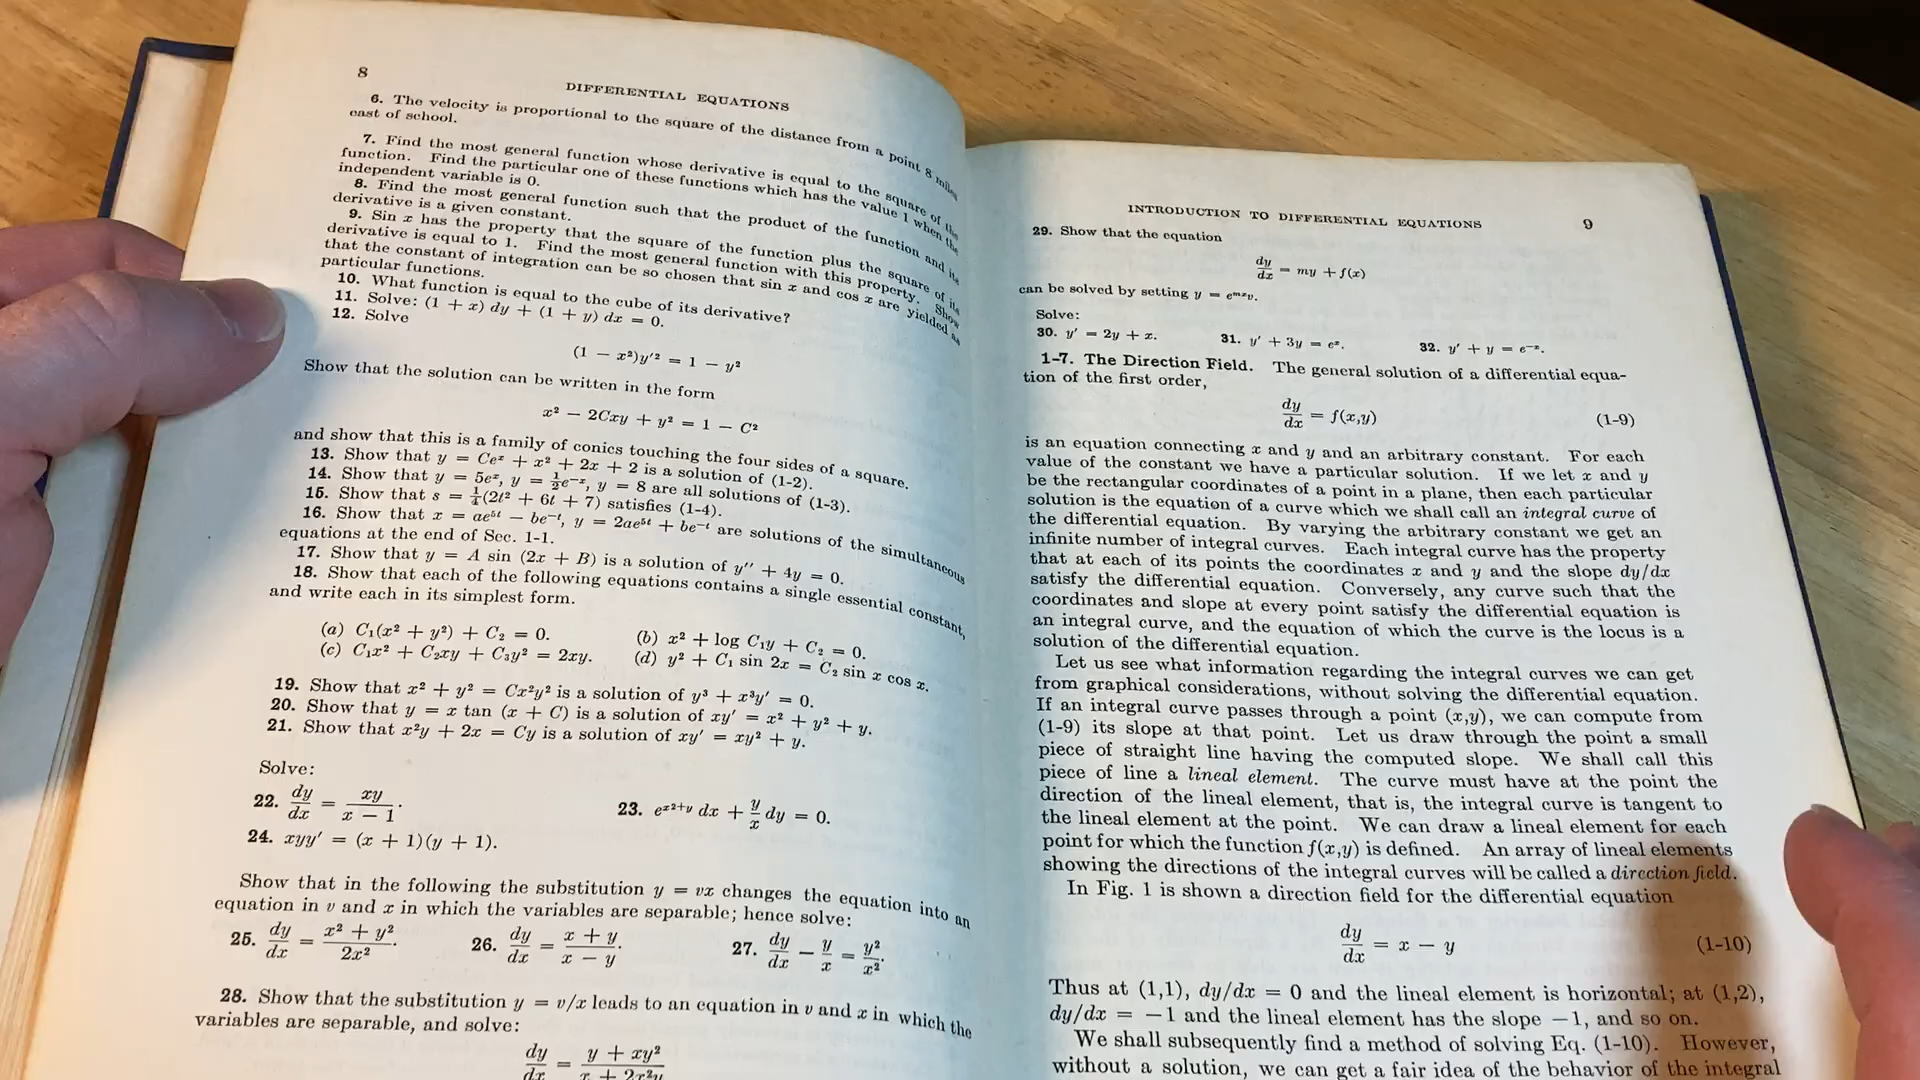 8
DIFFERENTIAL EQUATIONS
6. The velocity is proportional to the square of the distance from a point 8 miles
east of school.
7. Find the most general function whose derivative is equal to the square of the
function. Find the particular one of these functions which has the value 1 when the
independent variable is 0.
8. Find the most general function such that the product of the function and its
derivative is a given constant.
9. Sin x has the property that the square of the function plus the square of its
derivative is equal to 1. Find the most general function with this property. Show
that the constant of integration can be so chosen that sin x and cos x are yielded as
particular functions.
10. What function is equal to the cube of its derivative?
11. Solve: (1 + x) dy + (1 + y) dx = 0.
12. Solve
(1 − x²)y′² = 1 − y²
Show that the solution can be written in the form
x² − 2Cxy + y² = 1 − C²
and show that this is a family of conics touching the four sides of a square.
13. Show that y = Ceˣ + x² + 2x + 2 is a solution of (1-2).
14. Show that y = 5eˣ, y = ½e⁻ˣ, y = 8 are all solutions of (1-3).
15. Show that s = ¼(2t² + 6t + 7) satisfies (1-4).
16. Show that x = ae⁵ᵗ − be⁻ᵗ, y = 2ae⁵ᵗ + be⁻ᵗ are solutions of the simultaneous
equations at the end of Sec. 1-1.
17. Show that y = A sin (2x + B) is a solution of y″ + 4y = 0.
18. Show that each of the following equations contains a single essential constant,
and write each in its simplest form.
(a) C₁(x² + y²) + C₂ = 0. (b) x² + log C₁y + C₂ = 0.
(c) C₁x² + C₂xy + C₃y² = 2xy. (d) y² + C₁ sin 2x = C₂ sin x cos x.
19. Show that x² + y² = Cx²y² is a solution of y³ + x³y′ = 0.
20. Show that y = x tan (x + C) is a solution of xy′ = x² + y² + y.
21. Show that x²y + 2x = Cy is a solution of xy′ = xy² + y.
Solve:
22. dy/dx = xy/(x − 1). 23. e^(x²+y) dx + y/x dy = 0.
24. xyy′ = (x + 1)(y + 1).
Show that in the following the substitution y = vx changes the equation into an
equation in v and x in which the variables are separable; hence solve:
25. dy/dx = (x² + y²)/2x². 26. dy/dx = (x + y)/(x − y). 27. dy/dx − y/x = y²/x².
28. Show that the substitution y = v/x leads to an equation in v and x in which the
variables are separable, and solve:
dy/dx = (y + xy²)/(x + 2x²y)
INTRODUCTION TO DIFFERENTIAL EQUATIONS 9
29. Show that the equation
dy/dx = my + f(x)
can be solved by setting y = eᵐˣv.
Solve:
30. y′ = 2y + x. 31. y′ + 3y = eˣ. 32. y′ + y = e⁻ˣ.
1-7. The Direction Field. The general solution of a differential equa-
tion of the first order,
dy/dx = f(x,y) (1-9)
is an equation connecting x and y and an arbitrary constant. For each
value of the constant we have a particular solution. If we let x and y
be the rectangular coordinates of a point in a plane, then each particular
solution is the equation of a curve which we shall call an integral curve of
the differential equation. By varying the arbitrary constant we get an
infinite number of integral curves. Each integral curve has the property
that at each of its points the coordinates x and y and the slope dy/dx
satisfy the differential equation. Conversely, any curve such that the
coordinates and slope at every point satisfy the differential equation is
an integral curve, and the equation of which the curve is the locus is a
solution of the differential equation.
Let us see what information regarding the integral curves we can get
from graphical considerations, without solving the differential equation.
If an integral curve passes through a point (x,y), we can compute from
(1-9) its slope at that point. Let us draw through the point a small
piece of straight line having the computed slope. We shall call this
piece of line a lineal element. The curve must have at the point the
direction of the lineal element, that is, the integral curve is tangent to
the lineal element at the point. We can draw a lineal element for each
point for which the function f(x,y) is defined. An array of lineal elements
showing the directions of the integral curves will be called a direction field.
In Fig. 1 is shown a direction field for the differential equation
dy/dx = x − y (1-10)
Thus at (1,1), dy/dx = 0 and the lineal element is horizontal; at (1,2),
dy/dx = −1 and the lineal element has the slope −1, and so on.
We shall subsequently find a method of solving Eq. (1-10). However,
without a solution, we can get a fair idea of the behavior of the integral